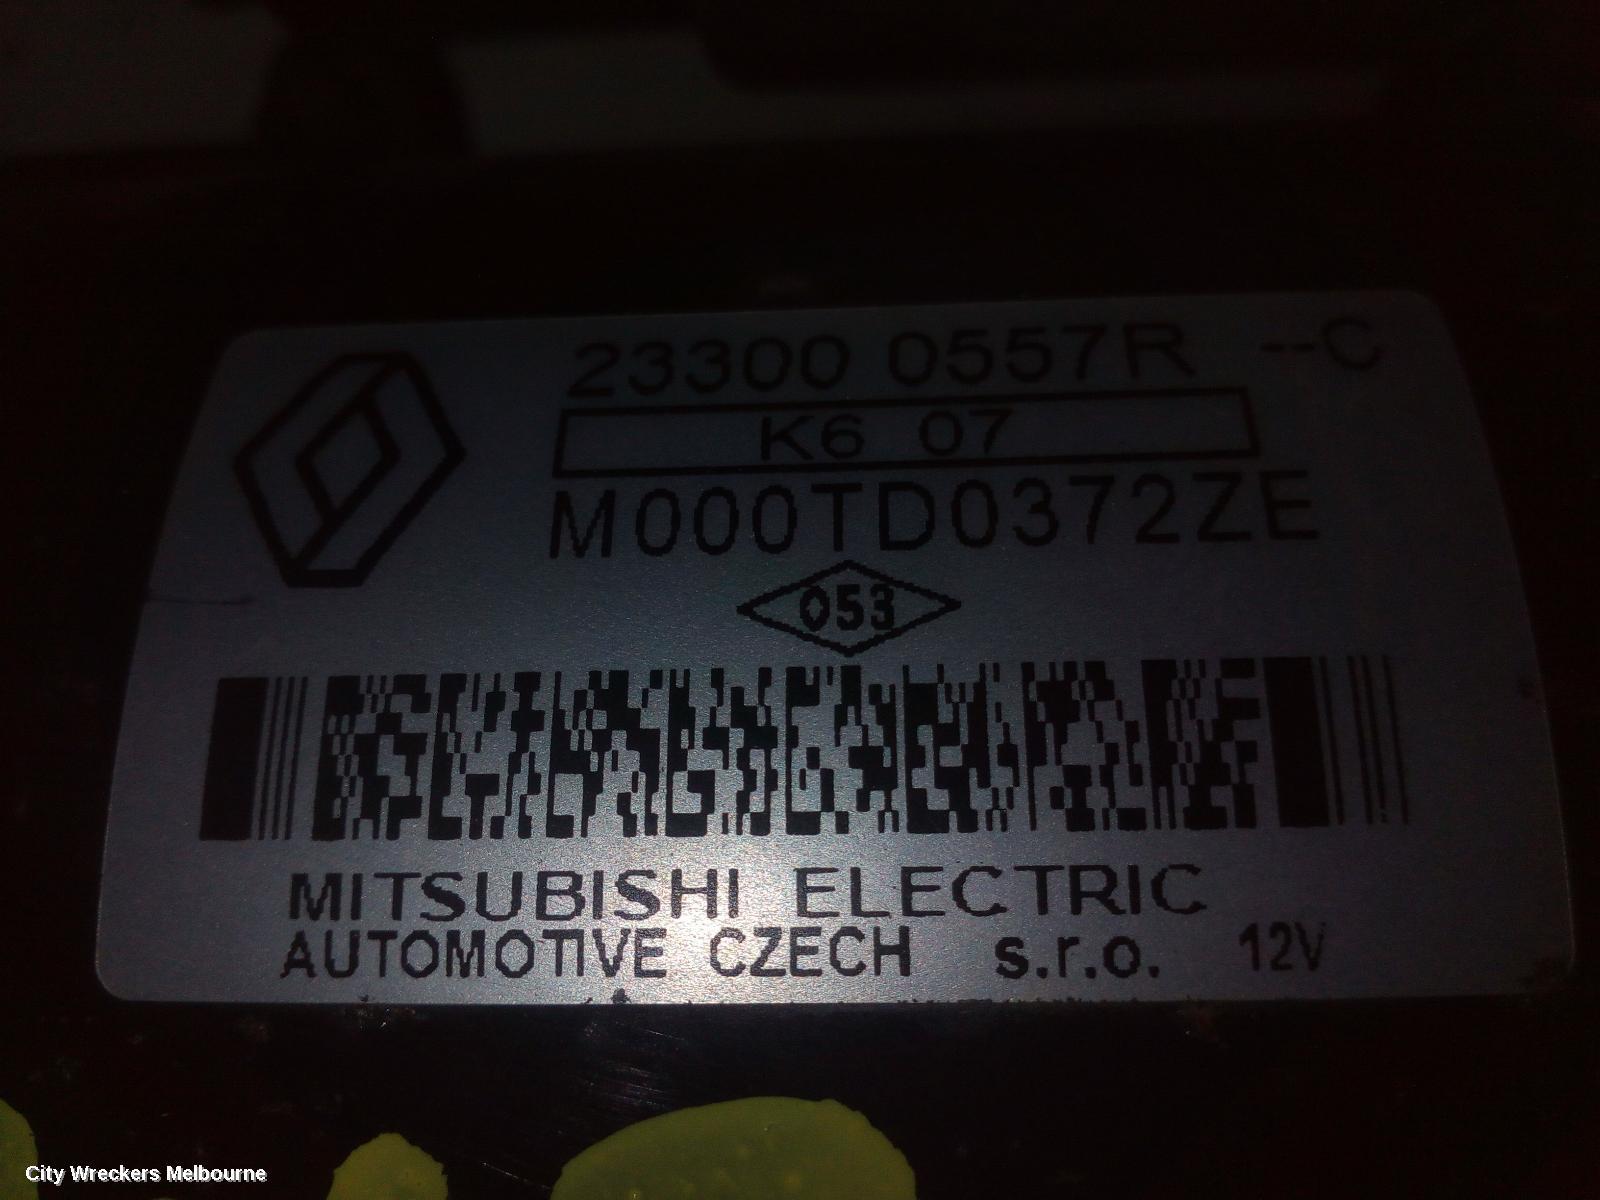 23300 0557R --C
K6 07
M000TD0372ZE
053
MITSUBISHI ELECTRIC
AUTOMOTIVE CZECH s.r.o. 12V
City Wreckers Melbourne